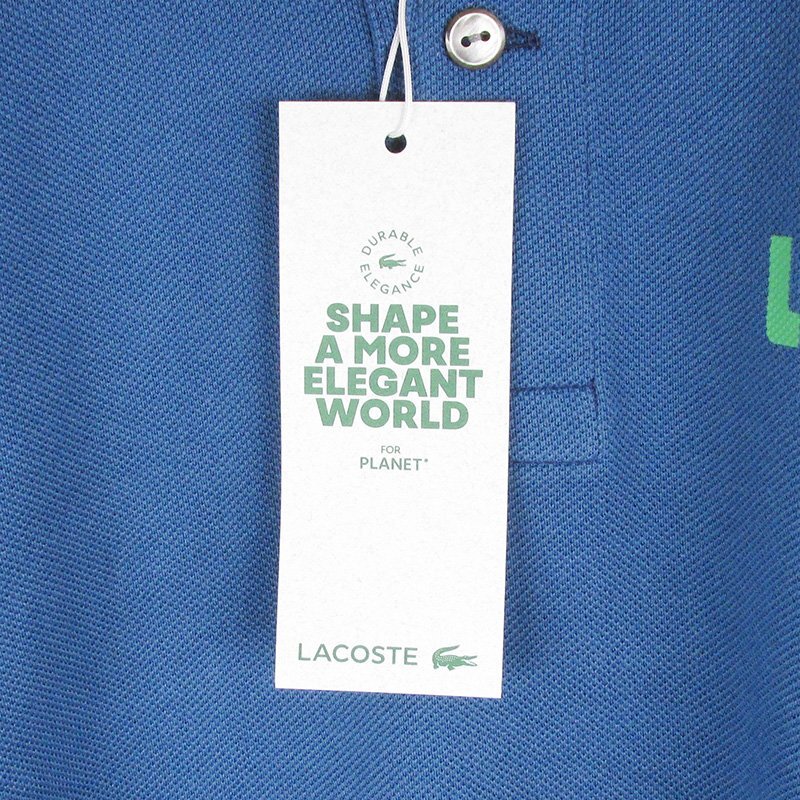 DURABLE
ELEGANCE
SHAPE
A MORE
ELEGANT
WORLD
FOR
PLANET*
LACOSTE